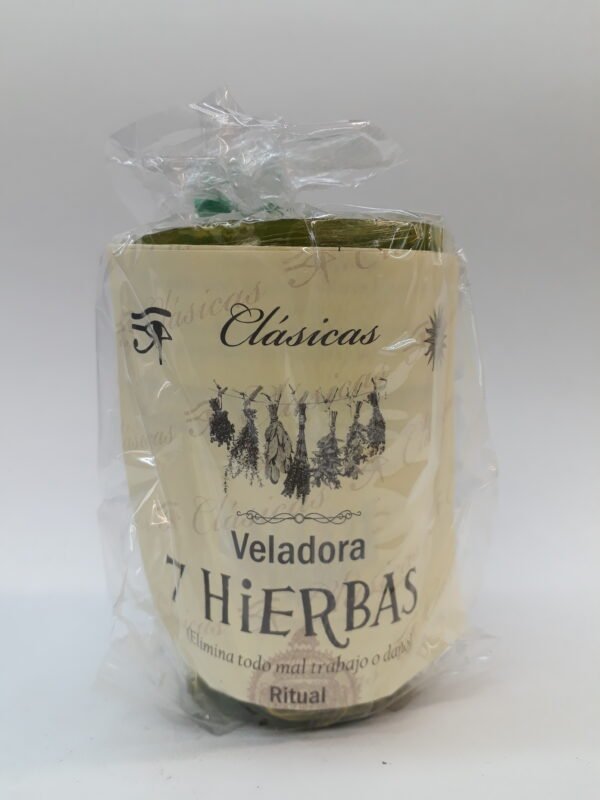 Clásicas
Veladora
7 HiERBAS
(Elimina todo mal trabajo o daño)
Ritual